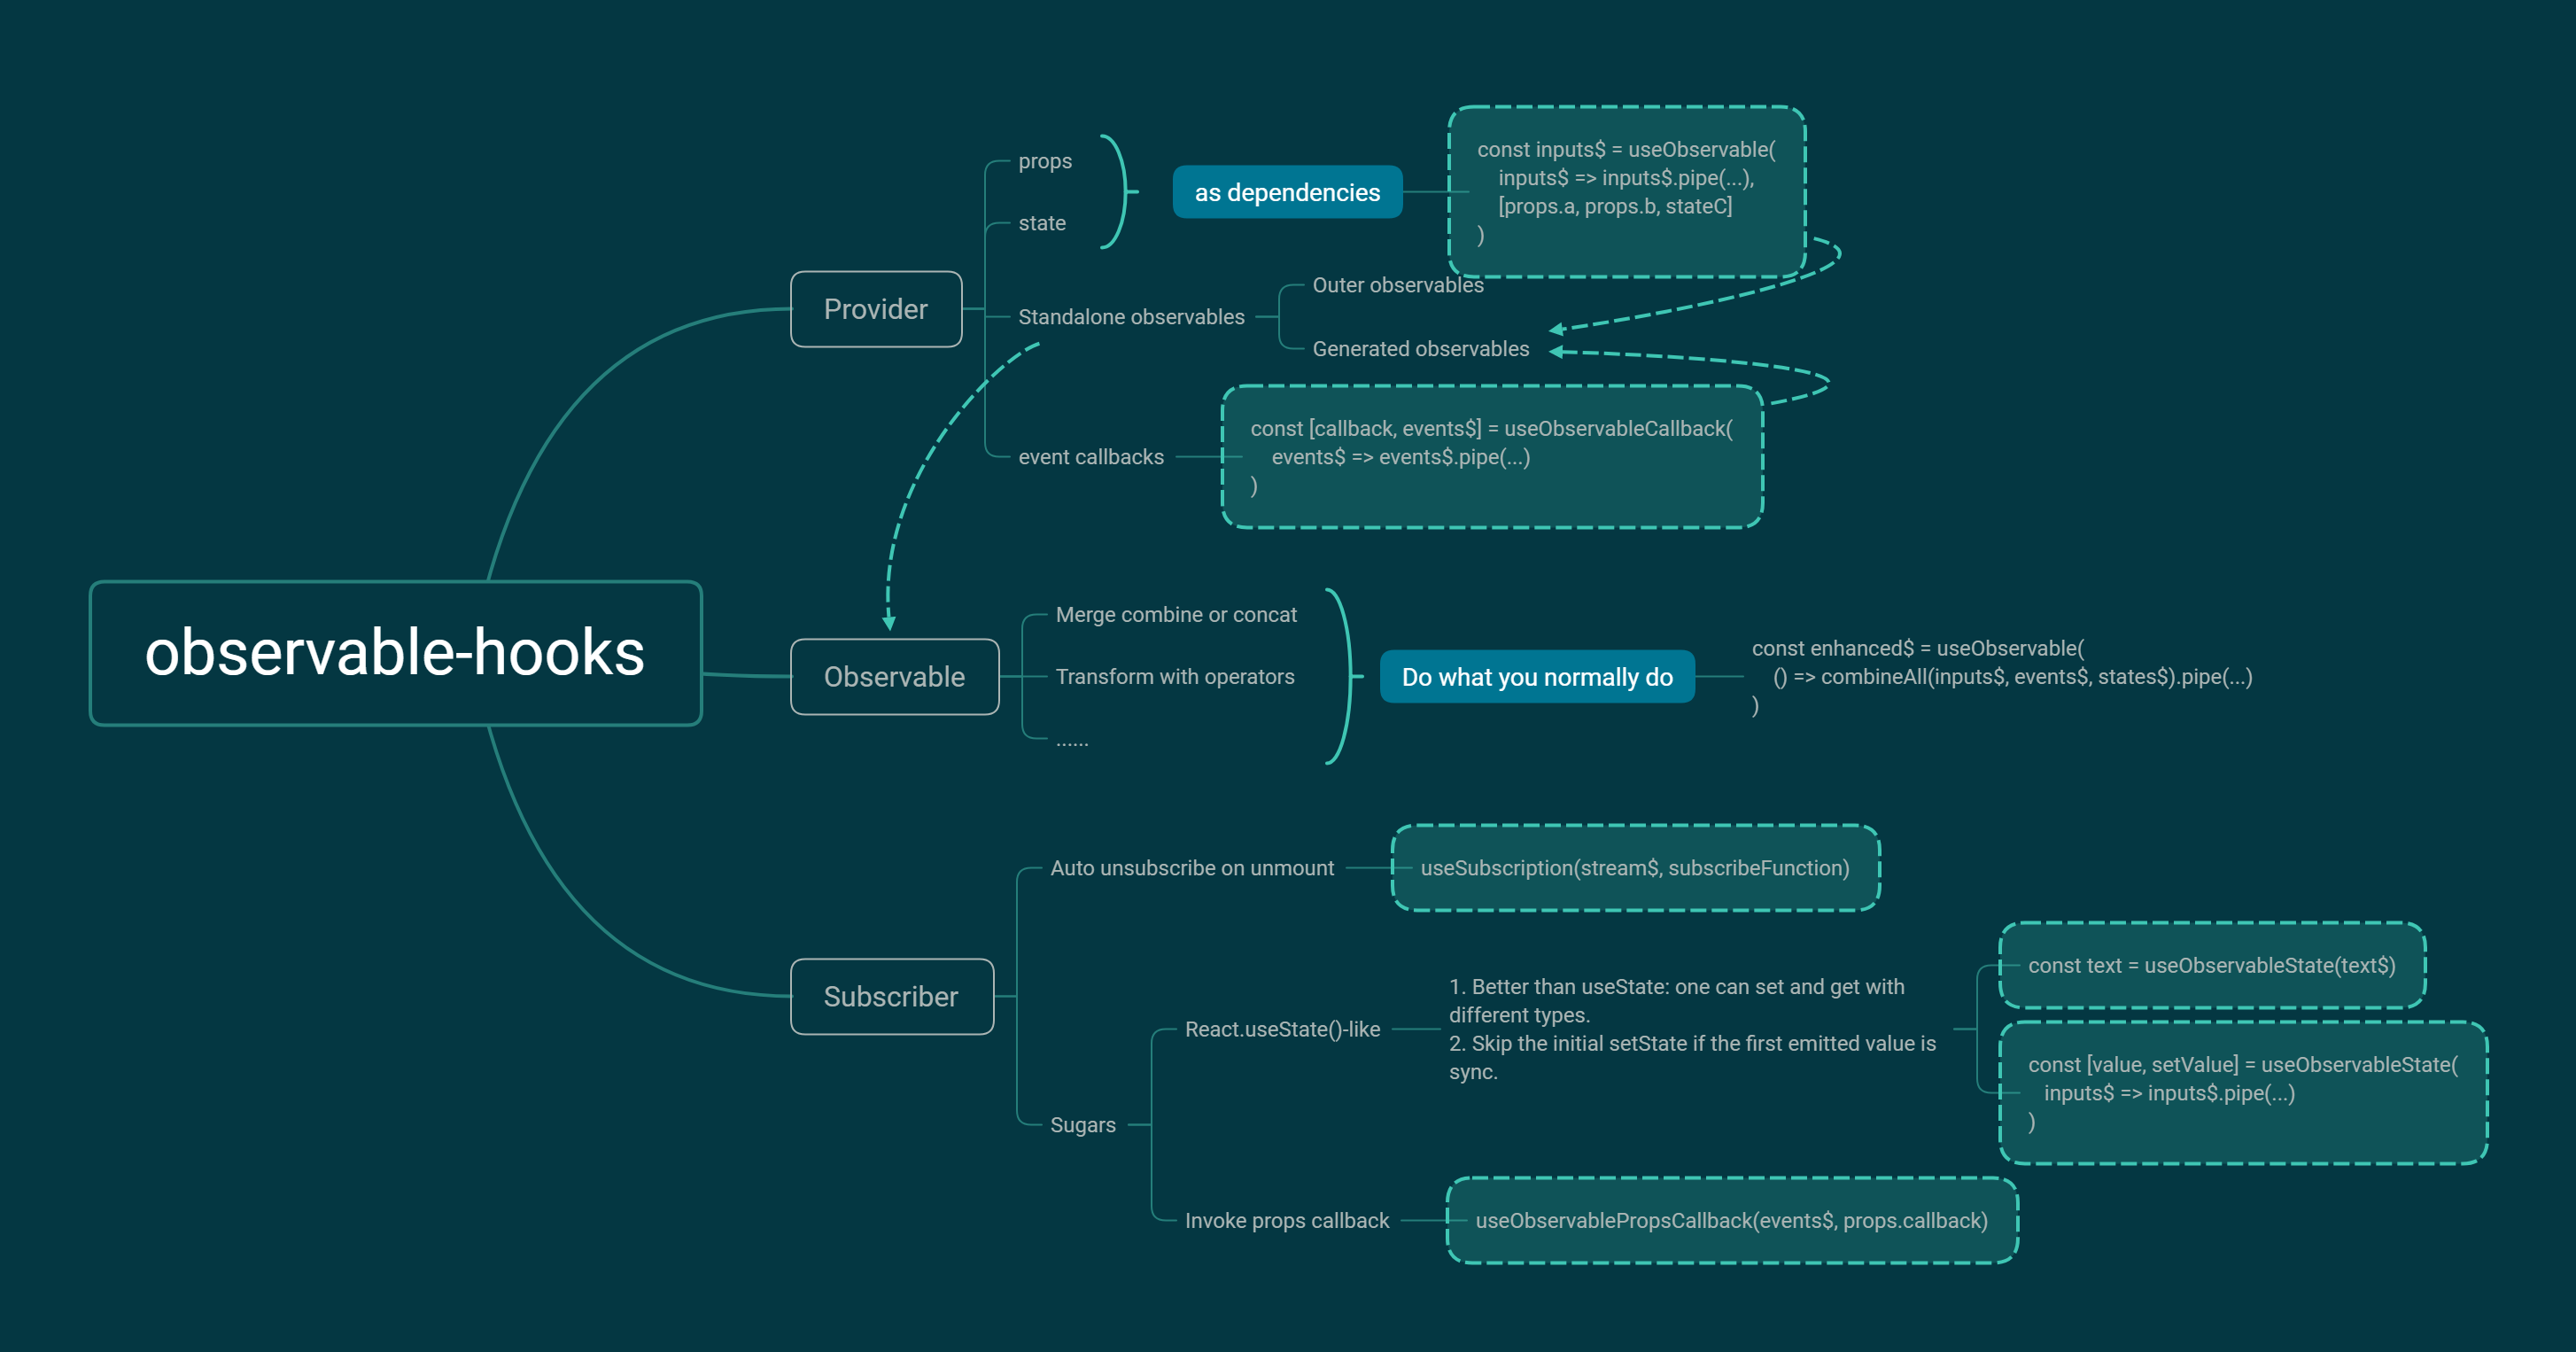 observable-hooks
Provider
props
state
as dependencies
const inputs$ = useObservable(
inputs$ => inputs$.pipe(...),
[props.a, props.b, stateC]
)
Standalone observables
Outer observables
Generated observables
event callbacks
const [callback, events$] = useObservableCallback(
events$ => events$.pipe(...)
)
Observable
Merge combine or concat
Transform with operators
......
Do what you normally do
const enhanced$ = useObservable(
() => combineAll(inputs$, events$, states$).pipe(...)
)
Subscriber
Auto unsubscribe on unmount
useSubscription(stream$, subscribeFunction)
Sugars
React.useState()-like
1. Better than useState: one can set and get with
different types.
2. Skip the initial setState if the first emitted value is
sync.
const text = useObservableState(text$)
const [value, setValue] = useObservableState(
inputs$ => inputs$.pipe(...)
)
Invoke props callback
useObservablePropsCallback(events$, props.callback)